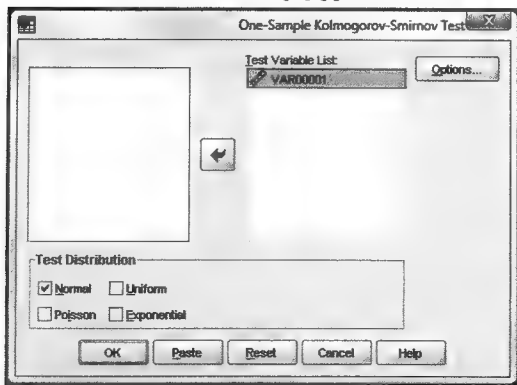 One-Sample Kolmogorov-Smirnov Test
Test Variable List:
VAR00001
Options...
Test Distribution
Normal
Uniform
Poisson
Exponential
OK
Paste
Reset
Cancel
Help